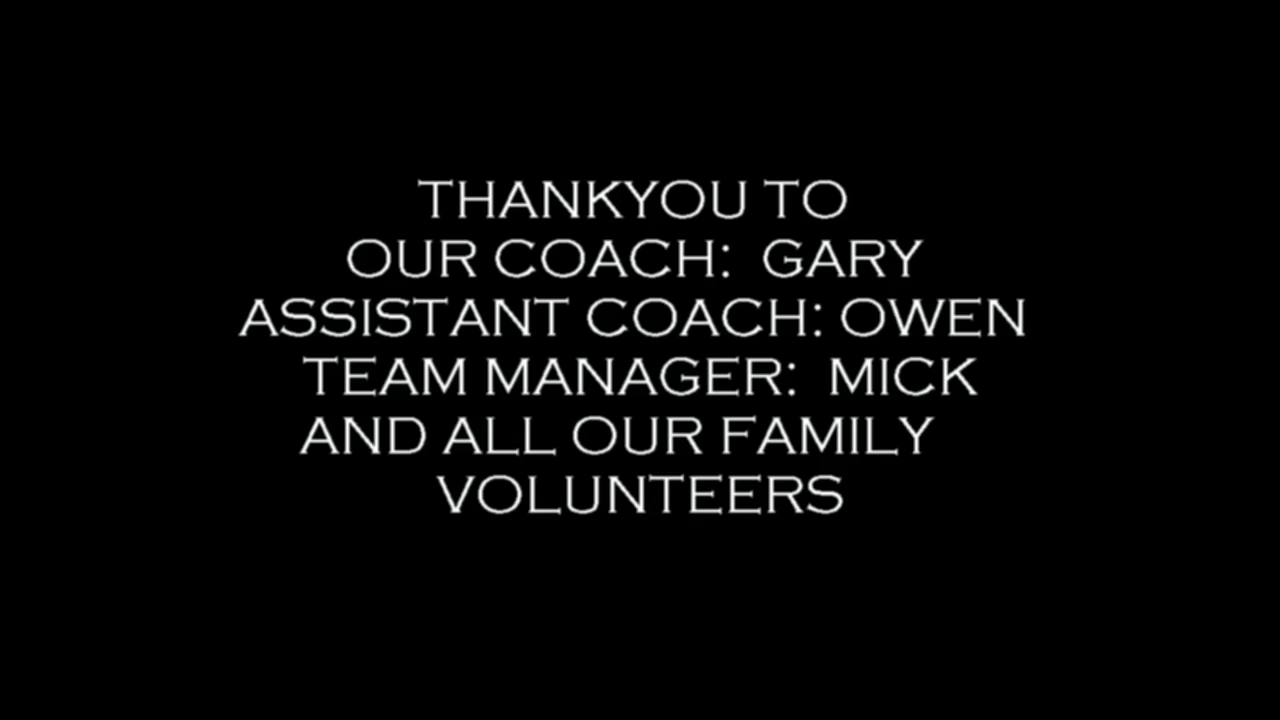 THANKYOU TO
OUR COACH:  GARY
ASSISTANT COACH: OWEN
TEAM MANAGER:  MICK
AND ALL OUR FAMILY
VOLUNTEERS